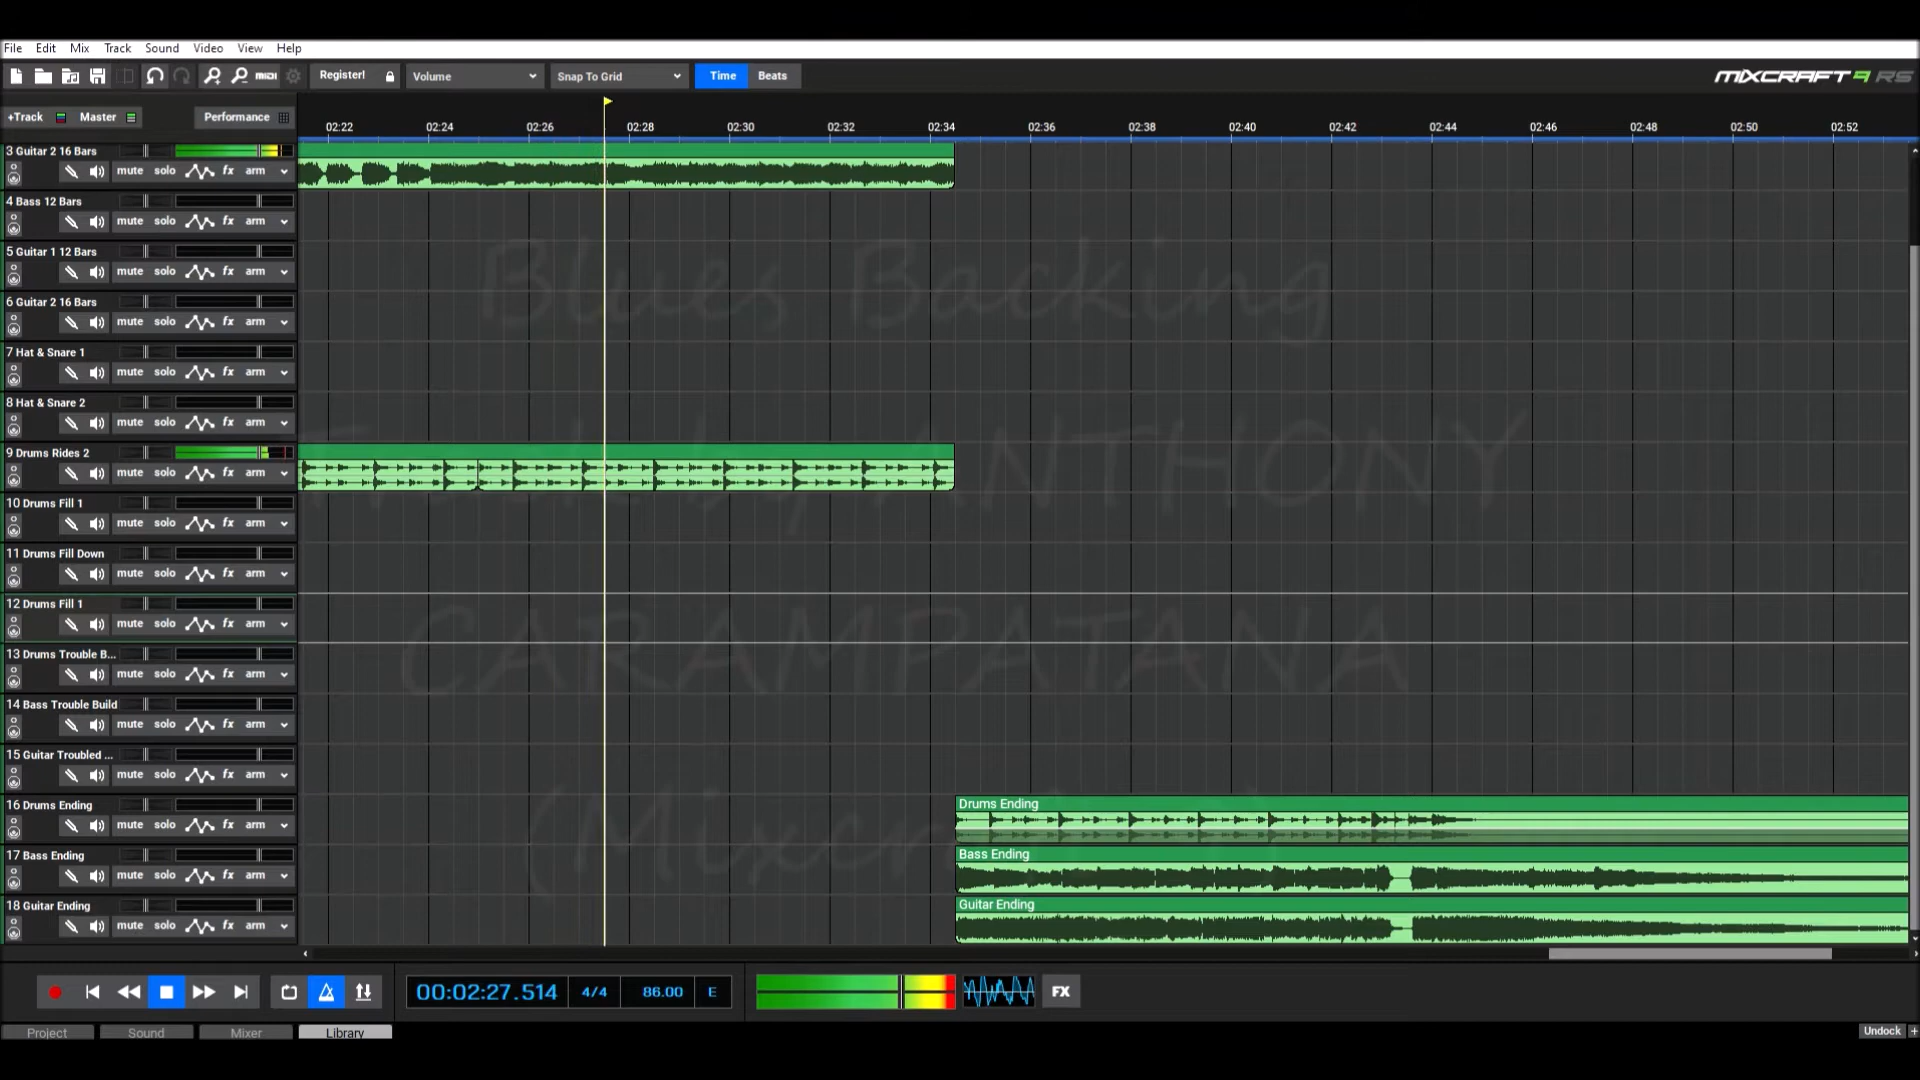 File Edit Mix Track Sound Video View Help
MIDI Register! Volume Snap To Grid Time Beats MIXCRAFT 9 RS
+Track Master Performance 02:22 02:24 02:26 02:28 02:30 02:32 02:34 02:36 02:38 02:40 02:42 02:44 02:46 02:48 02:50 02:52
3 Guitar 2 16 Bars
mute solo fx arm
4 Bass 12 Bars
mute solo fx arm
5 Guitar 1 12 Bars
mute solo fx arm
Blues Backing
6 Guitar 2 16 Bars
mute solo fx arm
7 Hat & Snare 1
mute solo fx arm
8 Hat & Snare 2
mute solo fx arm
9 Drums Rides 2
mute solo fx arm
by ANTHONY
10 Drums Fill 1
mute solo fx arm
11 Drums Fill Down
mute solo fx arm
12 Drums Fill 1
mute solo fx arm
CARAMPATANA
13 Drums Trouble B...
mute solo fx arm
14 Bass Trouble Build
mute solo fx arm
15 Guitar Troubled ...
mute solo fx arm
16 Drums Ending Drums Ending
mute solo fx arm
17 Bass Ending Bass Ending
mute solo fx arm
18 Guitar Ending Guitar Ending
mute solo fx arm
00:02:27.514 4/4 86.00 E FX
Project Sound Mixer Library Undock +